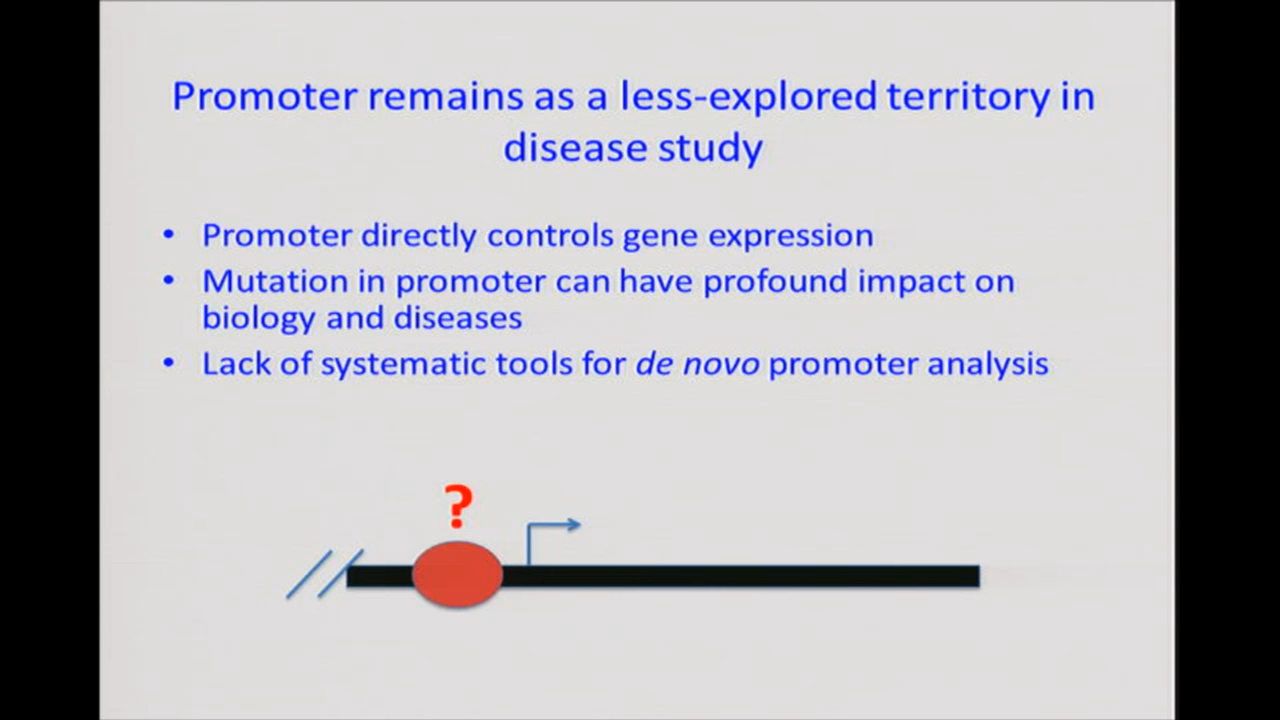 Promoter remains as a less-explored territory in
disease study
• Promoter directly controls gene expression
• Mutation in promoter can have profound impact on
biology and diseases
• Lack of systematic tools for de novo promoter analysis
?